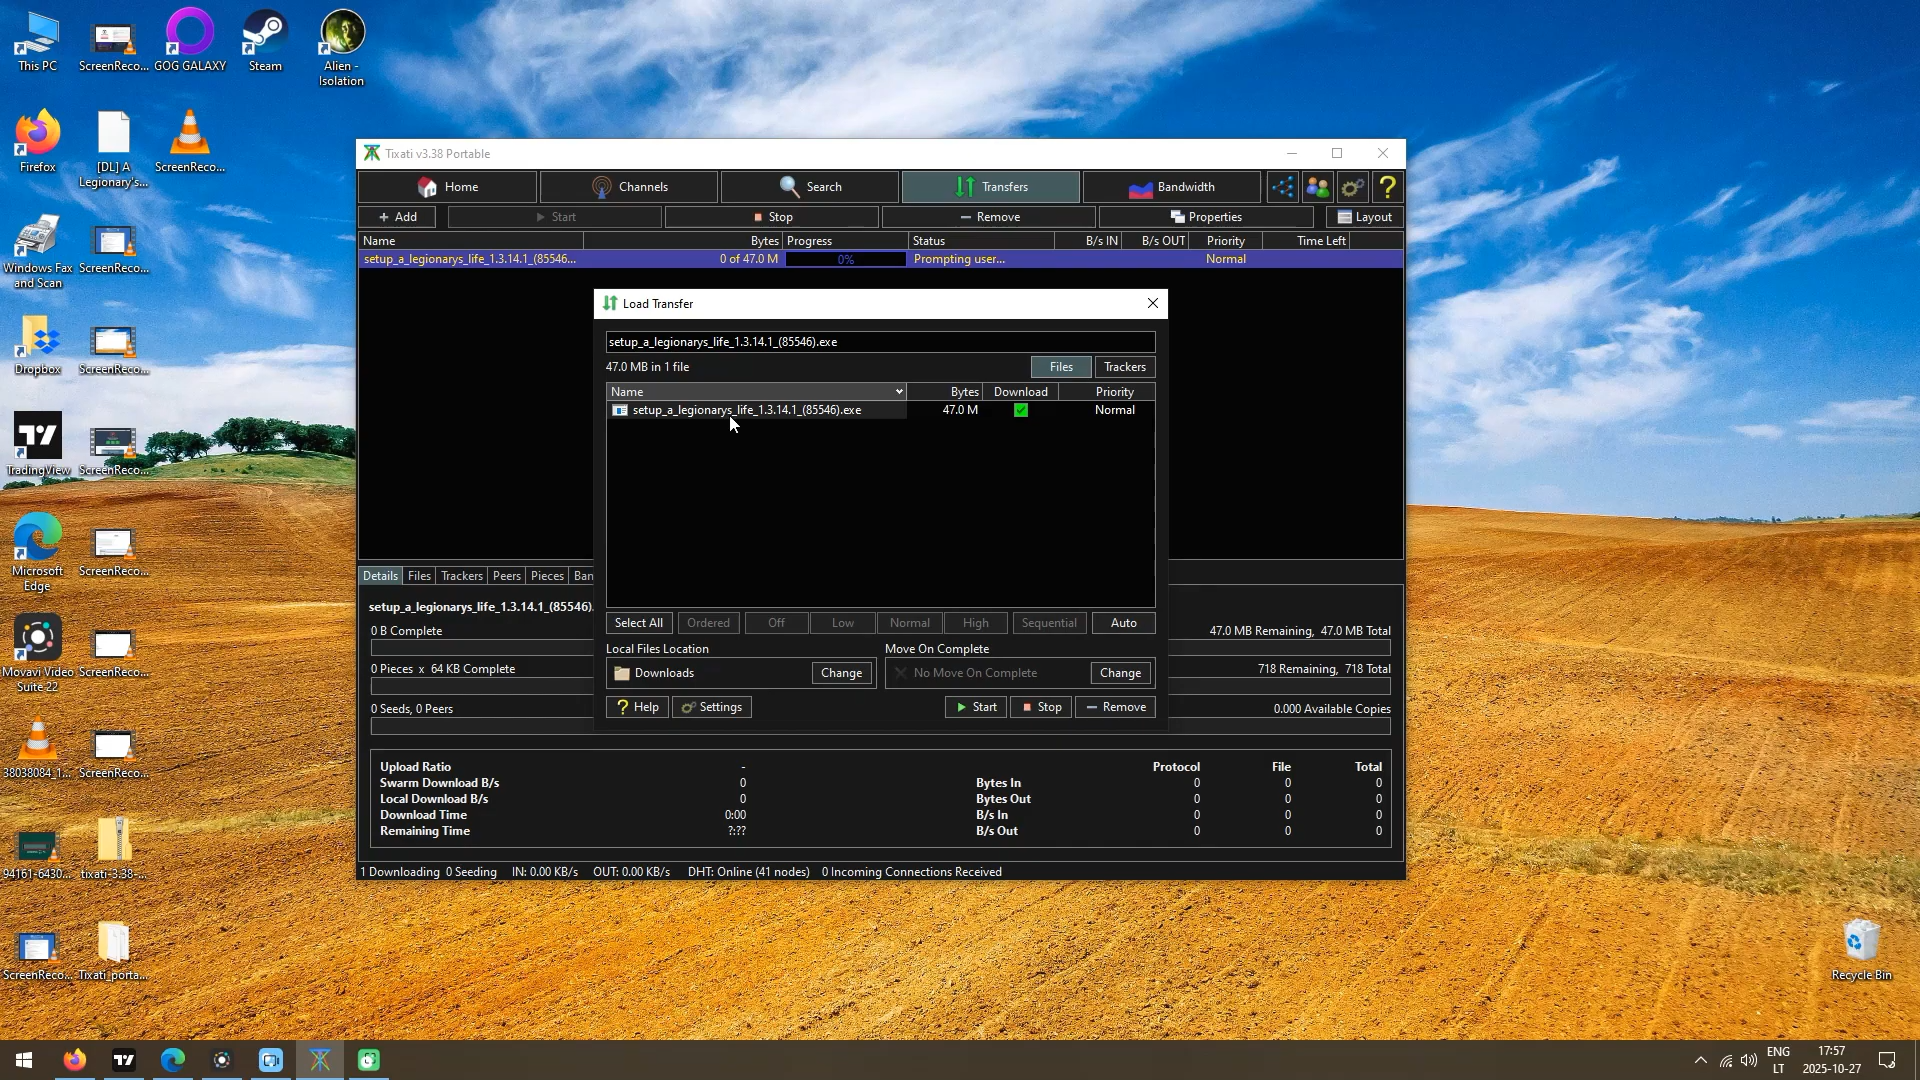 This PC
ScreenReco...
GOG GALAXY
Steam
Alien -
Isolation
Firefox
[DL] A
Legionary's...
ScreenReco...
Windows Fax
and Scan
ScreenReco...
Dropbox
ScreenReco...
TradingView
ScreenReco...
Microsoft
Edge
ScreenReco...
Movavi Video
Suite 22
ScreenReco...
38038084_1...
ScreenReco...
94161-6430...
tixati-3.38-...
ScreenReco...
Tixati_porta...
Recycle Bin
Tixati v3.38 Portable
Home
Channels
Search
Transfers
Bandwidth
?
+ Add
Start
Stop
Remove
Properties
Layout
Name Bytes Progress Status B/s IN B/s OUT Priority Time Left
setup_a_legionarys_life_1.3.14.1_(85546... 0 of 47.0 M 0% Prompting user... Normal
Load Transfer
setup_a_legionarys_life_1.3.14.1_(85546).exe
47.0 MB in 1 file
Files
Trackers
Name Bytes Download Priority
setup_a_legionarys_life_1.3.14.1_(85546).exe 47.0 M Normal
Select All Ordered Off Low Normal High Sequential Auto
Local Files Location
Move On Complete
Downloads
Change
No Move On Complete
Change
? Help
Settings
Start
Stop
Remove
Details Files Trackers Peers Pieces Ban
setup_a_legionarys_life_1.3.14.1_(85546).
0 B Complete
47.0 MB Remaining, 47.0 MB Total
0 Pieces x 64 KB Complete
718 Remaining, 718 Total
0 Seeds, 0 Peers
0.000 Available Copies
Upload Ratio -
Protocol File Total
Swarm Download B/s 0
Bytes In 0 0 0
Local Download B/s 0
Bytes Out 0 0 0
Download Time 0:00
B/s In 0 0 0
Remaining Time ?:??
B/s Out 0 0 0
1 Downloading 0 Seeding IN: 0.00 KB/s OUT: 0.00 KB/s DHT: Online (41 nodes) 0 Incoming Connections Received
ENG
LT
17:57
2025-10-27